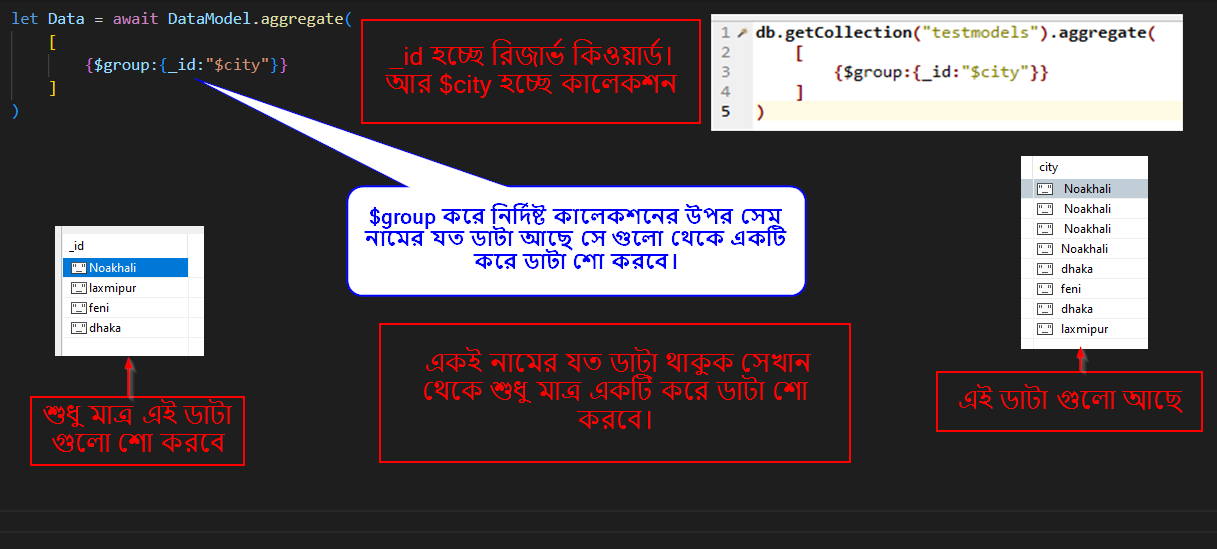 let Data = await DataModel.aggregate(
[
{$group:{_id:"$city"}}
]
)
_id হচ্ছে রিজার্ভ কিওয়ার্ড।
আর $city হচ্ছে কালেকশন
1 db.getCollection("testmodels").aggregate(
2 [
3 {$group:{_id:"$city"}}
4 ]
5 )
$group করে নির্দিষ্ট কালেকশনের উপর সেম
নামের যত ডাটা আছে সে গুলো থেকে একটি
করে ডাটা শো করবে।
_id
Noakhali
laxmipur
feni
dhaka
শুধু মাত্র এই ডাটা
গুলো শো করবে
একই নামের যত ডাটা থাকুক সেখান
থেকে শুধু মাত্র একটি করে ডাটা শো
করবে।
city
Noakhali
Noakhali
Noakhali
Noakhali
dhaka
feni
dhaka
laxmipur
এই ডাটা গুলো আছে